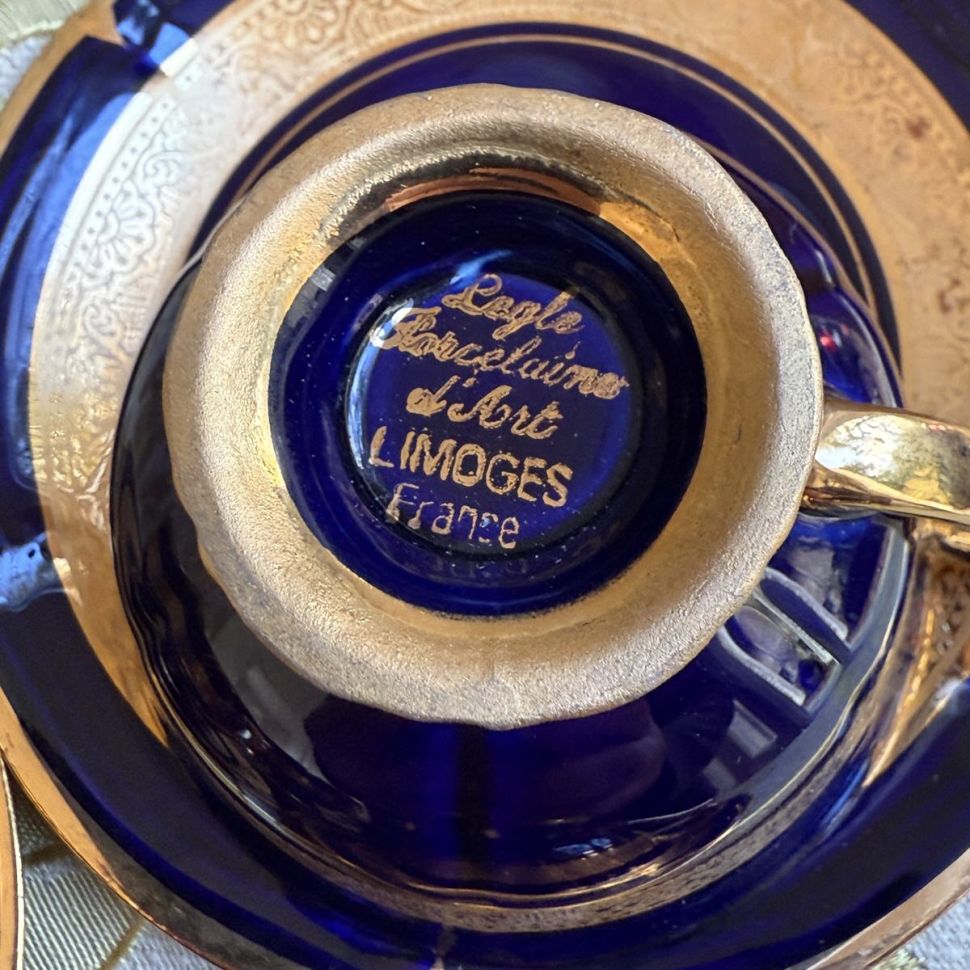 Legle
Porcelaine
d'Art
LIMOGES
France